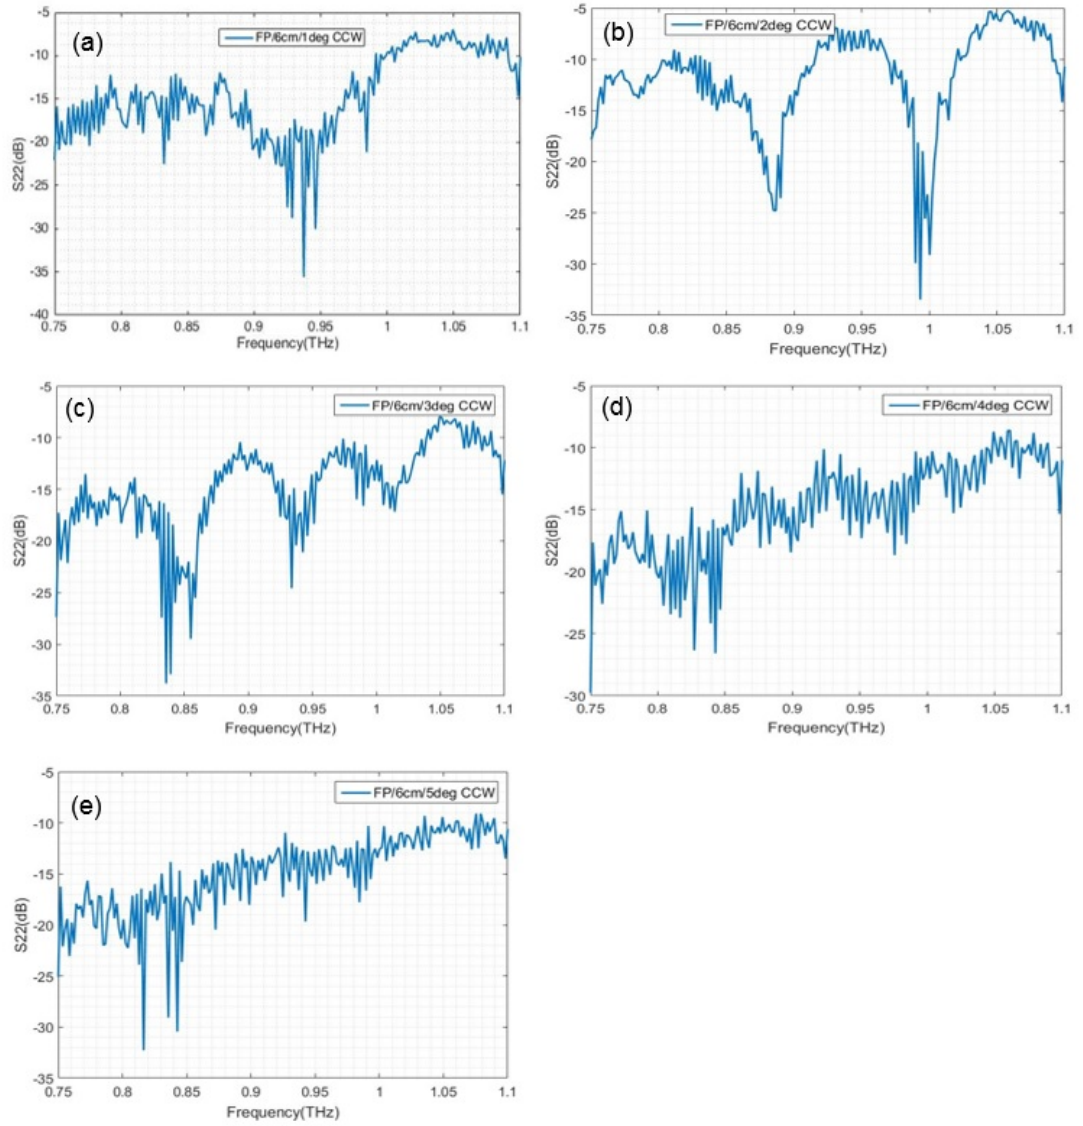 (a)
FP/6cm/1deg CCW
S22(dB)
-5
-10
-15
-20
-25
-30
-35
-40
0.75 0.8 0.85 0.9 0.95 1 1.05 1.1
Frequency(THz)
(b)
FP/6cm/2deg CCW
S22(dB)
-5
-10
-15
-20
-25
-30
-35
0.75 0.8 0.85 0.9 0.95 1 1.05 1.1
Frequency(THz)
(c)
FP/6cm/3deg CCW
S22(dB)
-5
-10
-15
-20
-25
-30
-35
0.75 0.8 0.85 0.9 0.95 1 1.05 1.1
Frequency(THz)
(d)
FP/6cm/4deg CCW
S22(dB)
-5
-10
-15
-20
-25
-30
0.75 0.8 0.85 0.9 0.95 1 1.05 1.1
Frequency(THz)
(e)
FP/6cm/5deg CCW
S22(dB)
-5
-10
-15
-20
-25
-30
-35
0.75 0.8 0.85 0.9 0.95 1 1.05 1.1
Frequency(THz)